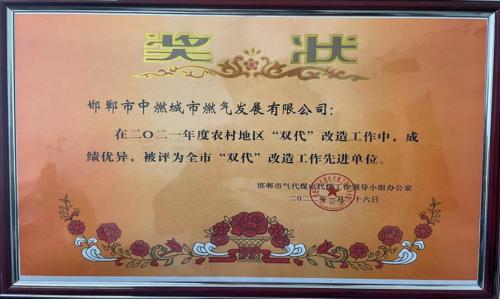 奖状
邯郸市中燃城市燃气发展有限公司：
在二〇二一年度农村地区“双代”改造工作中，成
绩优异，被评为全市“双代”改造工作先进单位。
邯郸市气代煤电代煤工作领导小组办公室
二〇二 年 月二十六日